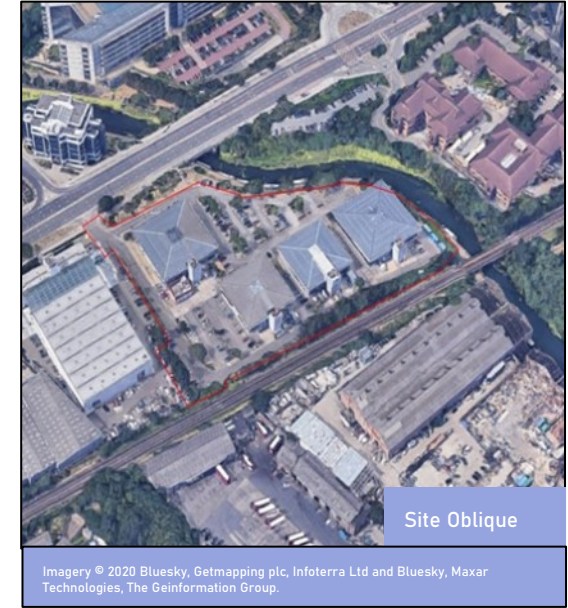 Site Oblique
Imagery © 2020 Bluesky, Getmapping plc, Infoterra Ltd and Bluesky, Maxar
Technologies, The Geinformation Group.